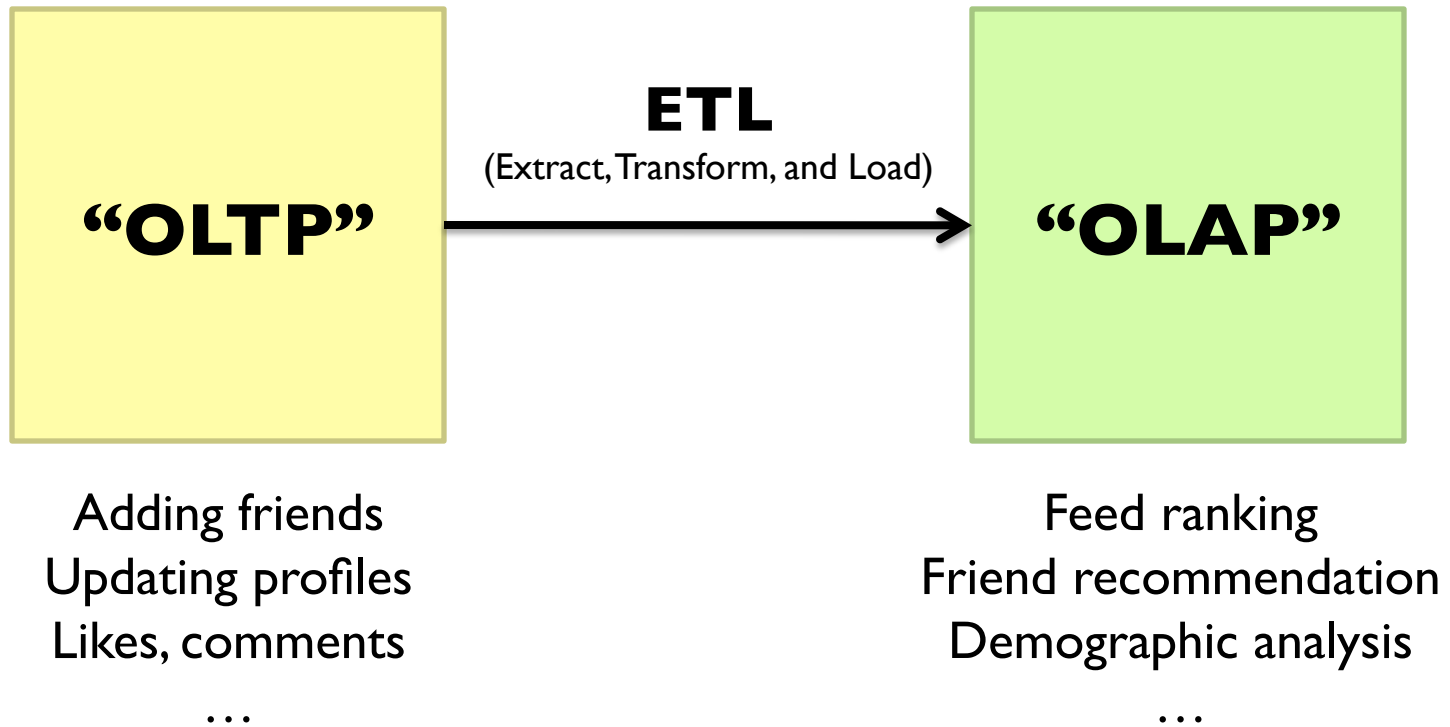 “OLTP”
ETL
(Extract, Transform, and Load)
“OLAP”
Adding friends
Updating profiles
Likes, comments
…
Feed ranking
Friend recommendation
Demographic analysis
…